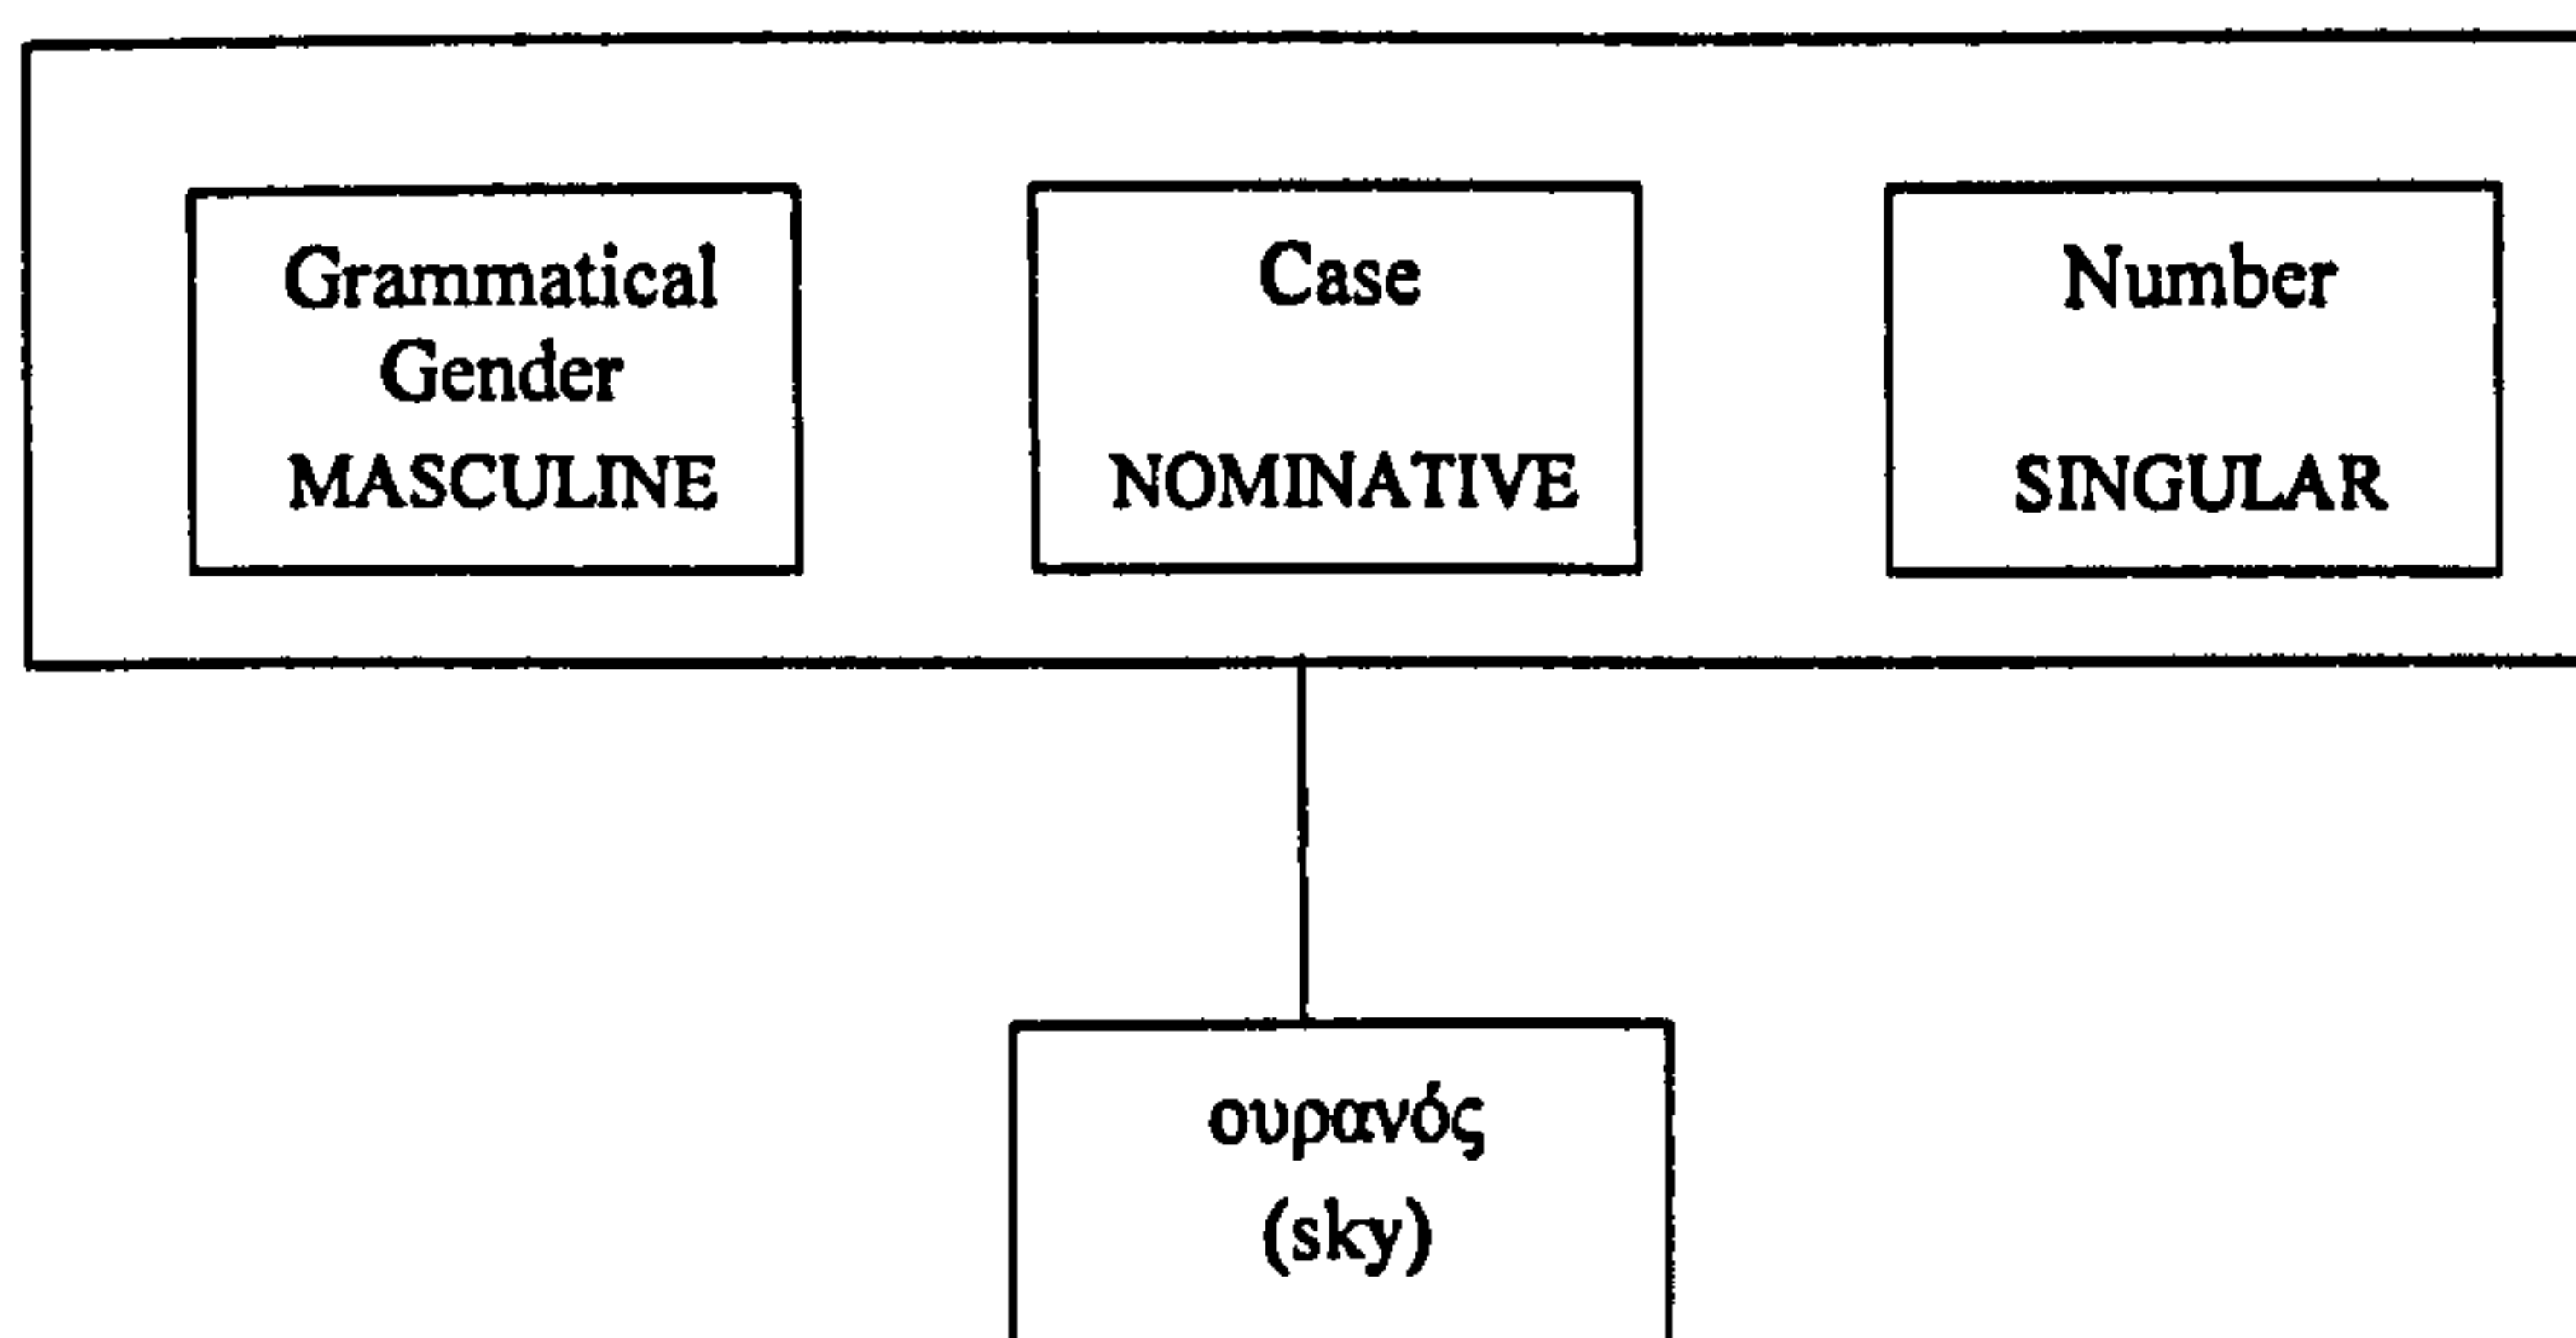 Grammatical
Gender
MASCULINE
Case
NOMINATIVE
Number
SINGULAR
ουρανός
(sky)